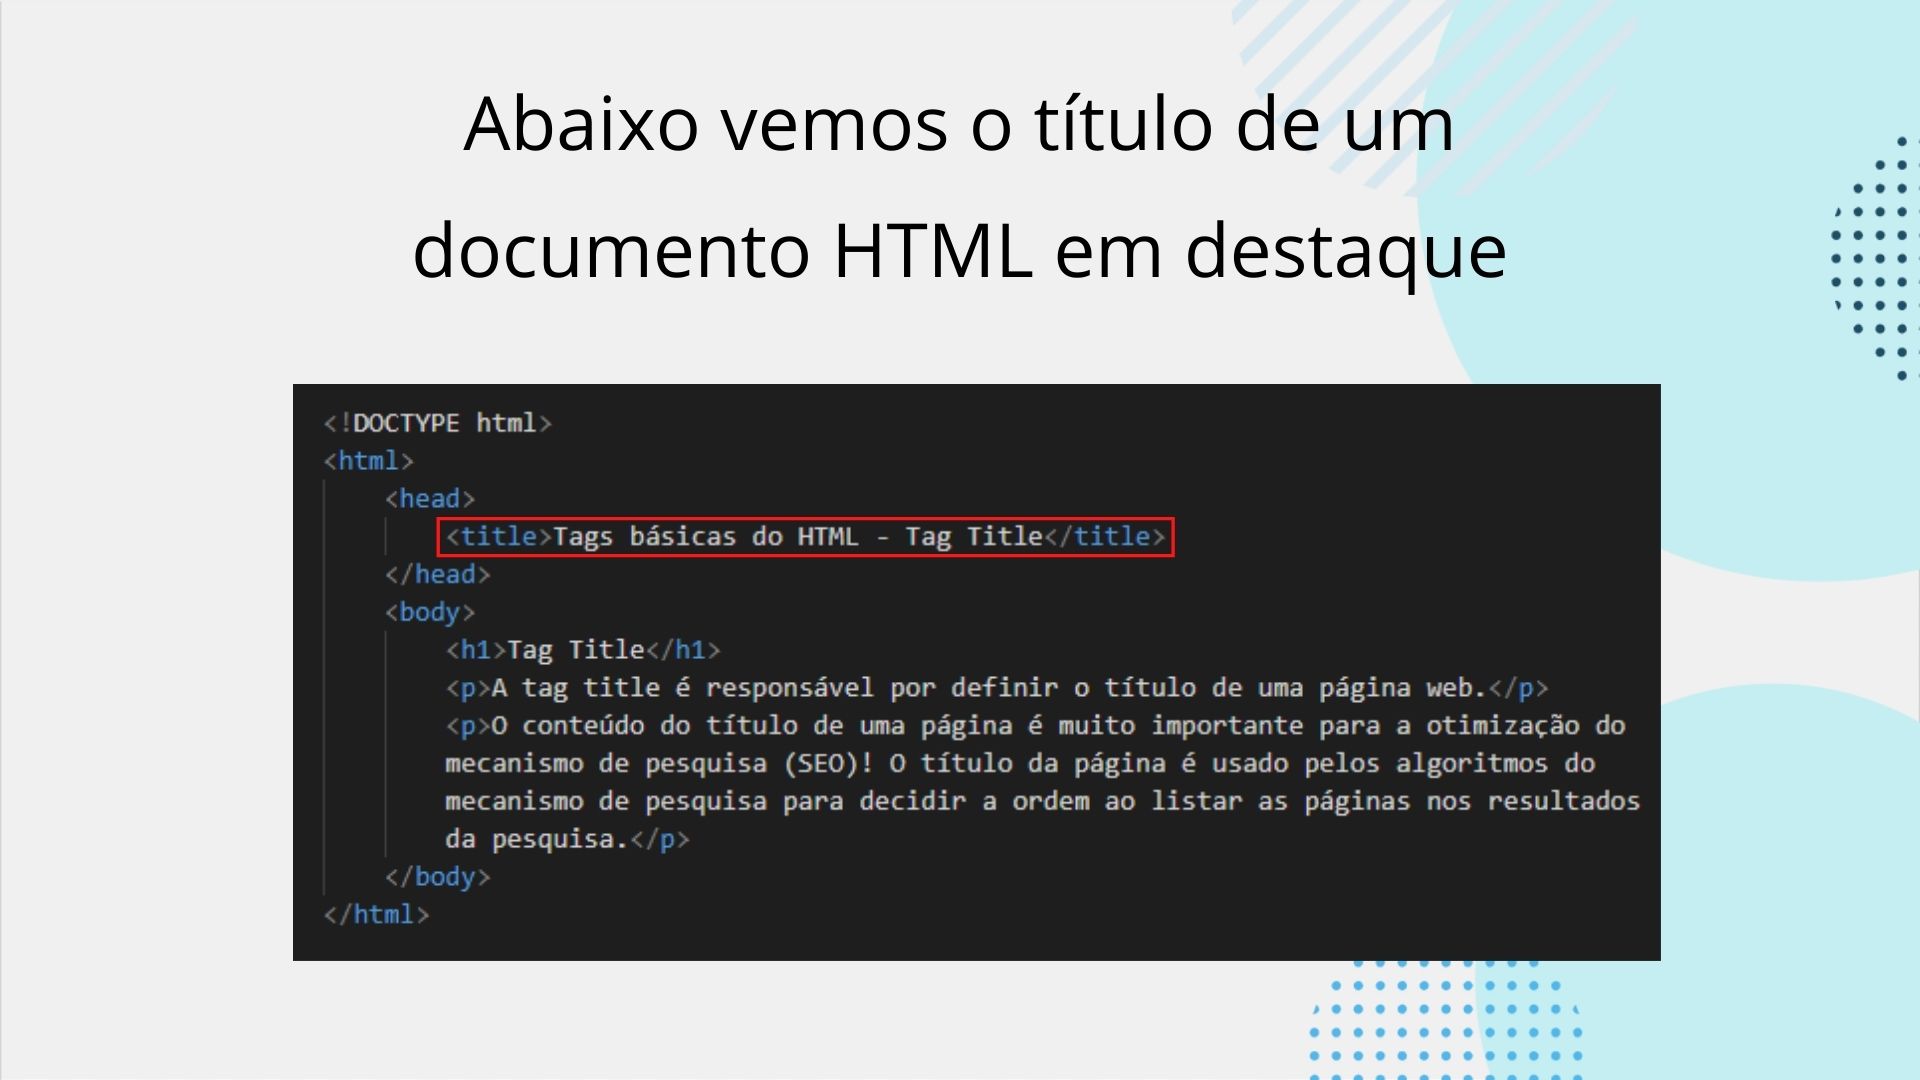 Abaixo vemos o título de um
documento HTML em destaque
<!DOCTYPE html>
<html>
<head>
<title>Tags básicas do HTML - Tag Title</title>
</head>
<body>
<h1>Tag Title</h1>
<p>A tag title é responsável por definir o título de uma página web.</p>
<p>O conteúdo do título de uma página é muito importante para a otimização do
mecanismo de pesquisa (SEO)! O título da página é usado pelos algoritmos do
mecanismo de pesquisa para decidir a ordem ao listar as páginas nos resultados
da pesquisa.</p>
</body>
</html>